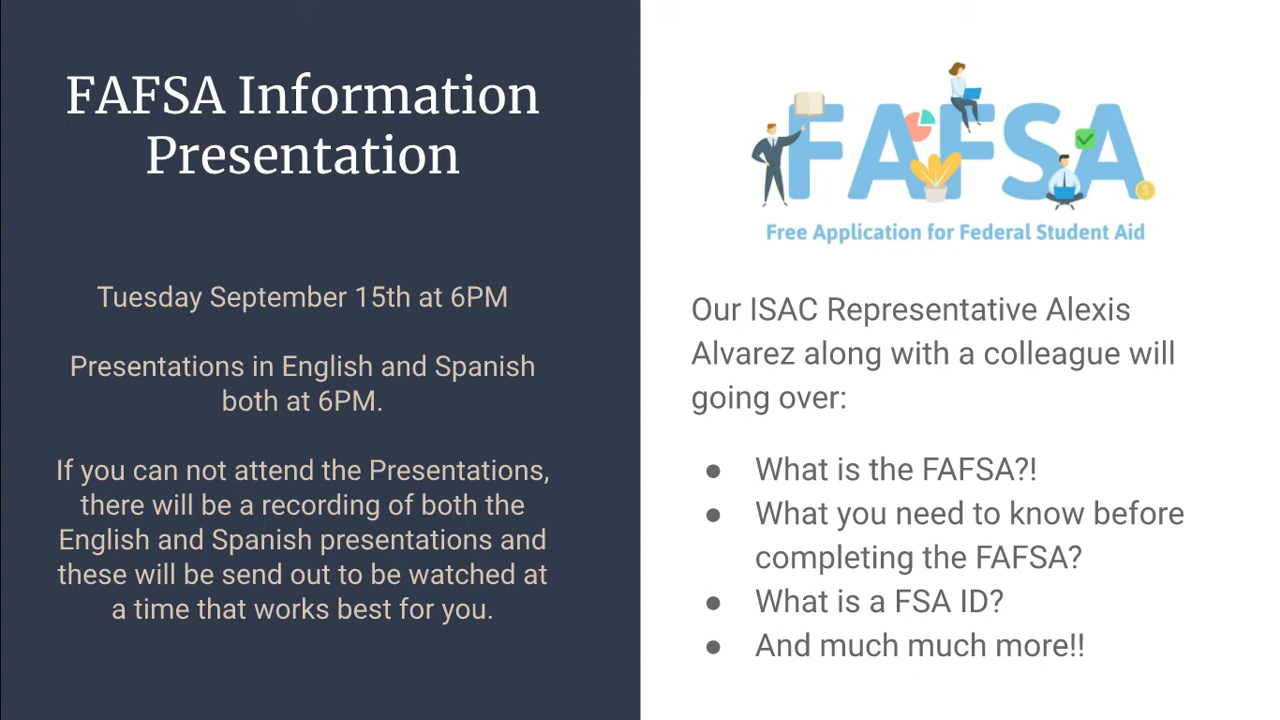 FAFSA Information
Presentation
Tuesday September 15th at 6PM
Presentations in English and Spanish
both at 6PM.
If you can not attend the Presentations,
there will be a recording of both the
English and Spanish presentations and
these will be send out to be watched at
a time that works best for you.
FAFSA
Free Application for Federal Student Aid
Our ISAC Representative Alexis
Alvarez along with a colleague will
going over:
● What is the FAFSA?!
● What you need to know before
completing the FAFSA?
● What is a FSA ID?
● And much much more!!